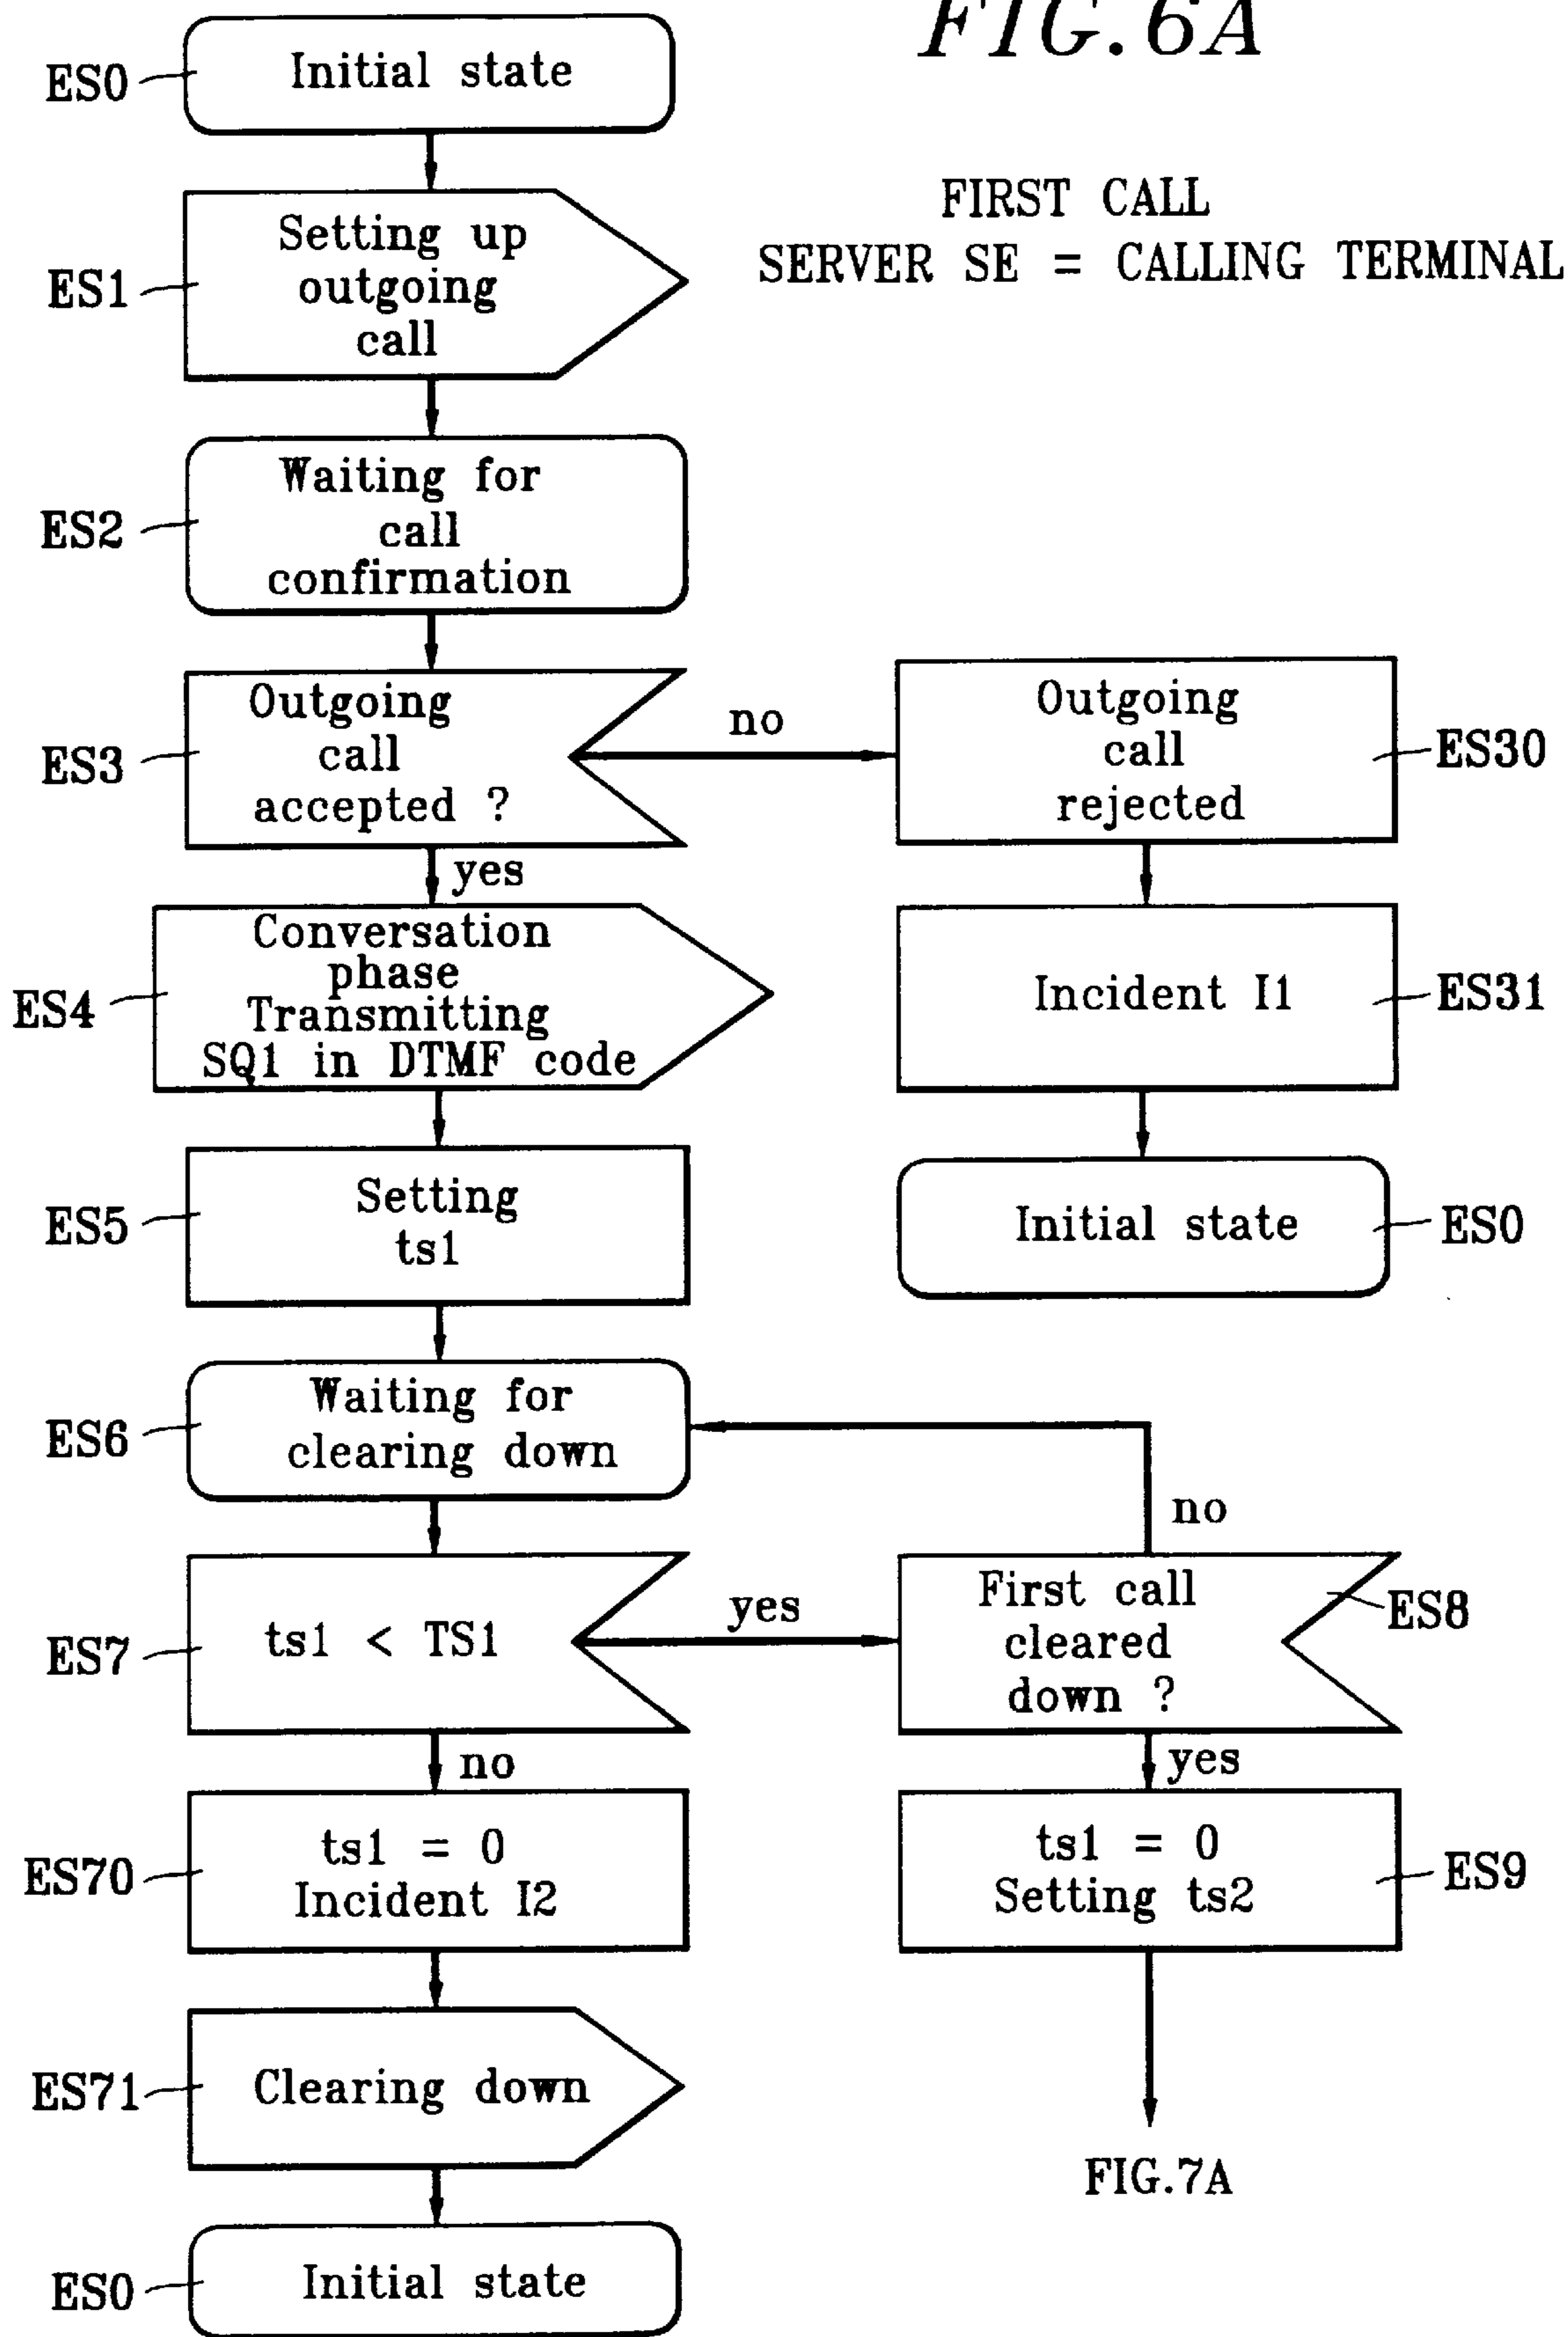 FIG.6A
ES0
Initial state
FIRST CALL
SERVER SE = CALLING TERMINAL
ES1
Setting up
outgoing
call
ES2
Waiting for
call
confirmation
ES3
Outgoing
call
accepted ?
no
Outgoing
call
rejected
ES30
yes
ES4
Conversation
phase
Transmitting
SQ1 in DTMF code
Incident I1
ES31
ES5
Setting
ts1
Initial state
ES0
ES6
Waiting for
clearing down
no
ES7
ts1 < TS1
yes
First call
cleared
down ?
ES8
no
yes
ES70
ts1 = 0
Incident I2
ts1 = 0
Setting ts2
ES9
ES71
Clearing down
FIG.7A
ES0
Initial state